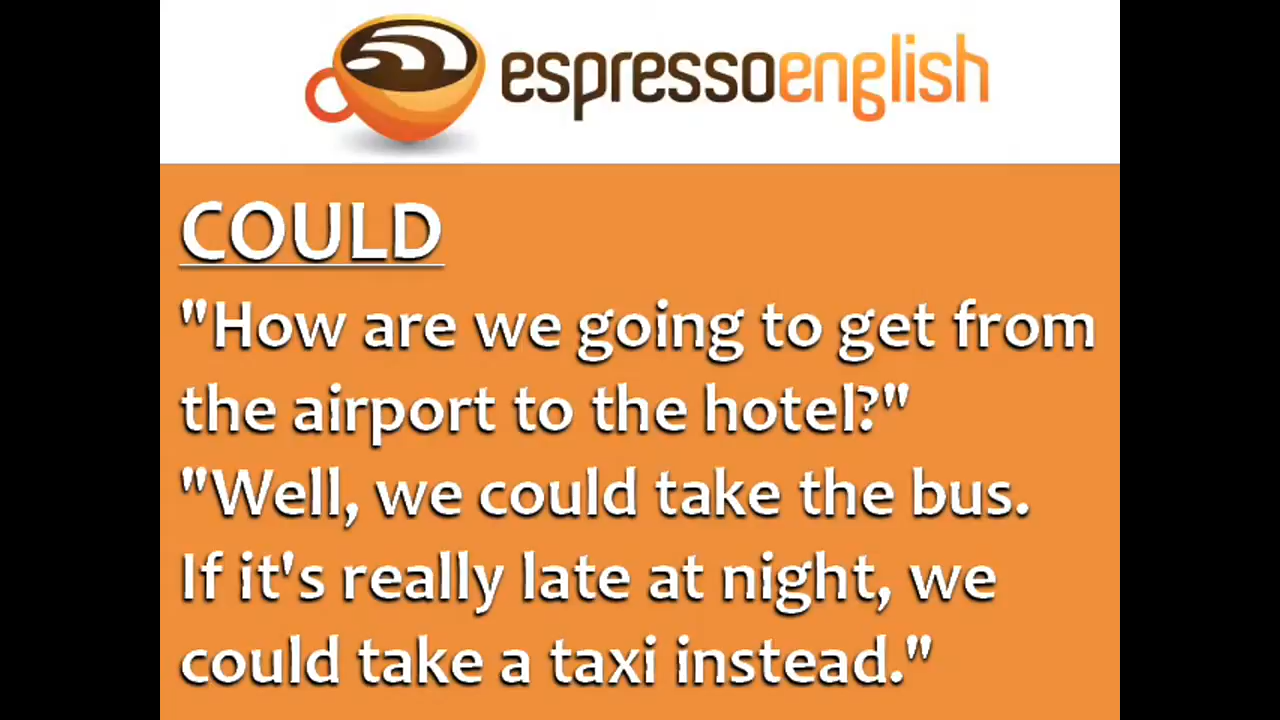 espressoenglish
COULD
"How are we going to get from
the airport to the hotel?"
"Well, we could take the bus.
If it's really late at night, we
could take a taxi instead."